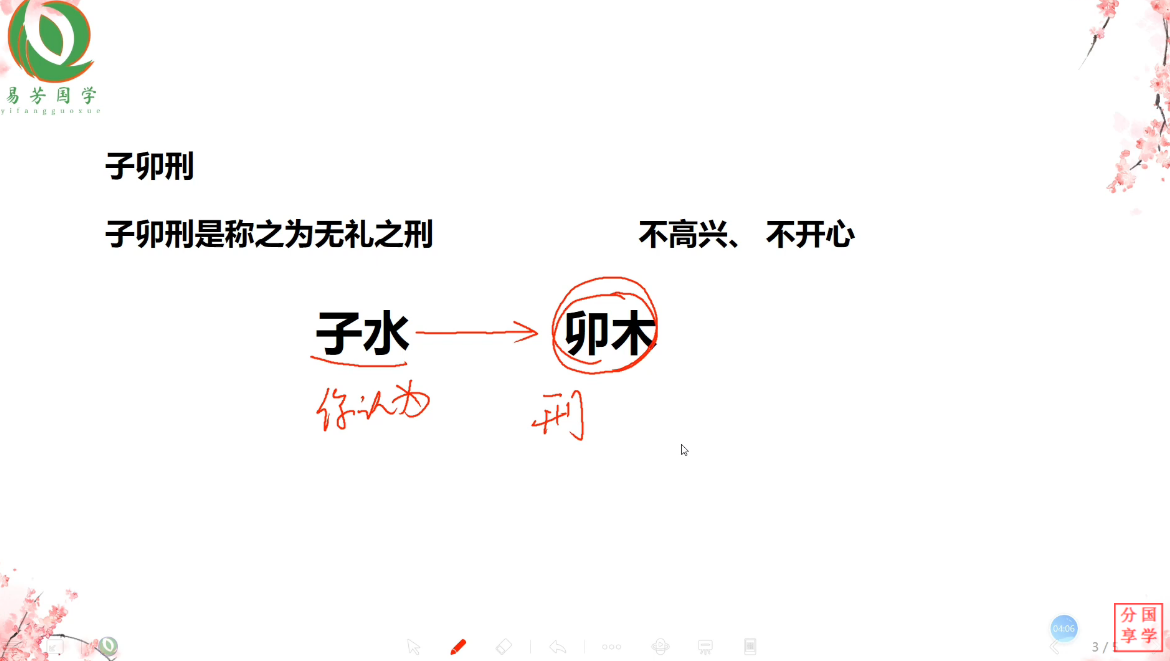 易芳国学
yifangguoxue
子卯刑
子卯刑是称之为无礼之刑 不高兴、 不开心
子水 卯木
你认为 刑
04:06
3 / 5
分国
享学